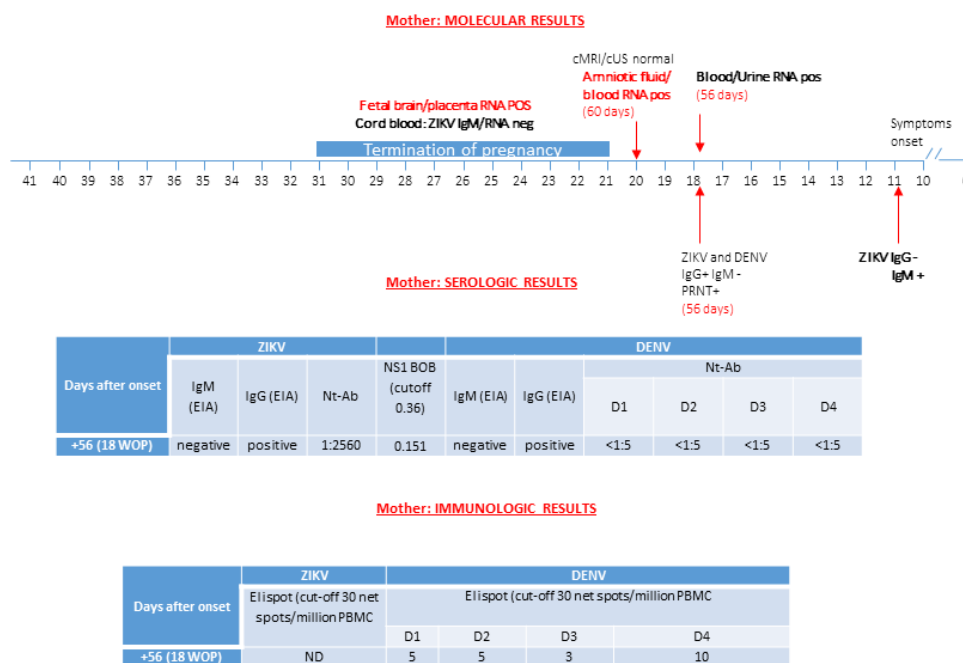 Mother: MOLECULAR RESULTS
cMRI/cUS normal
Amniotic fluid/
blood RNA pos
(60 days)
Blood/Urine RNA pos
(56 days)
Fetal brain/placenta RNA POS
Cord blood: ZIKV IgM/RNA neg
Symptoms
onset
Termination of pregnancy
41 40 39 38 37 36 35 34 33 32 31 30 29 28 27 26 25 24 23 22 21 20 19 18 17 16 15 14 13 12 11 10
ZIKV and DENV
IgG+ IgM -
PRNT+
(56 days)
ZIKV IgG-
IgM +
Mother: SEROLOGIC RESULTS
Days after onset ZIKV DENV
IgM (EIA) IgG (EIA) Nt-Ab NS1 BOB (cutoff 0.36) IgM (EIA) IgG (EIA) Nt-Ab
D1 D2 D3 D4
+56 (18 WOP) negative positive 1:2560 0.151 negative positive <1:5 <1:5 <1:5 <1:5
Mother: IMMUNOLOGIC RESULTS
Days after onset ZIKV DENV
Elispot (cut-off 30 net spots/million PBMC Elispot (cut-off 30 net spots/million PBMC
D1 D2 D3 D4
+56 (18 WOP) ND 5 5 3 10